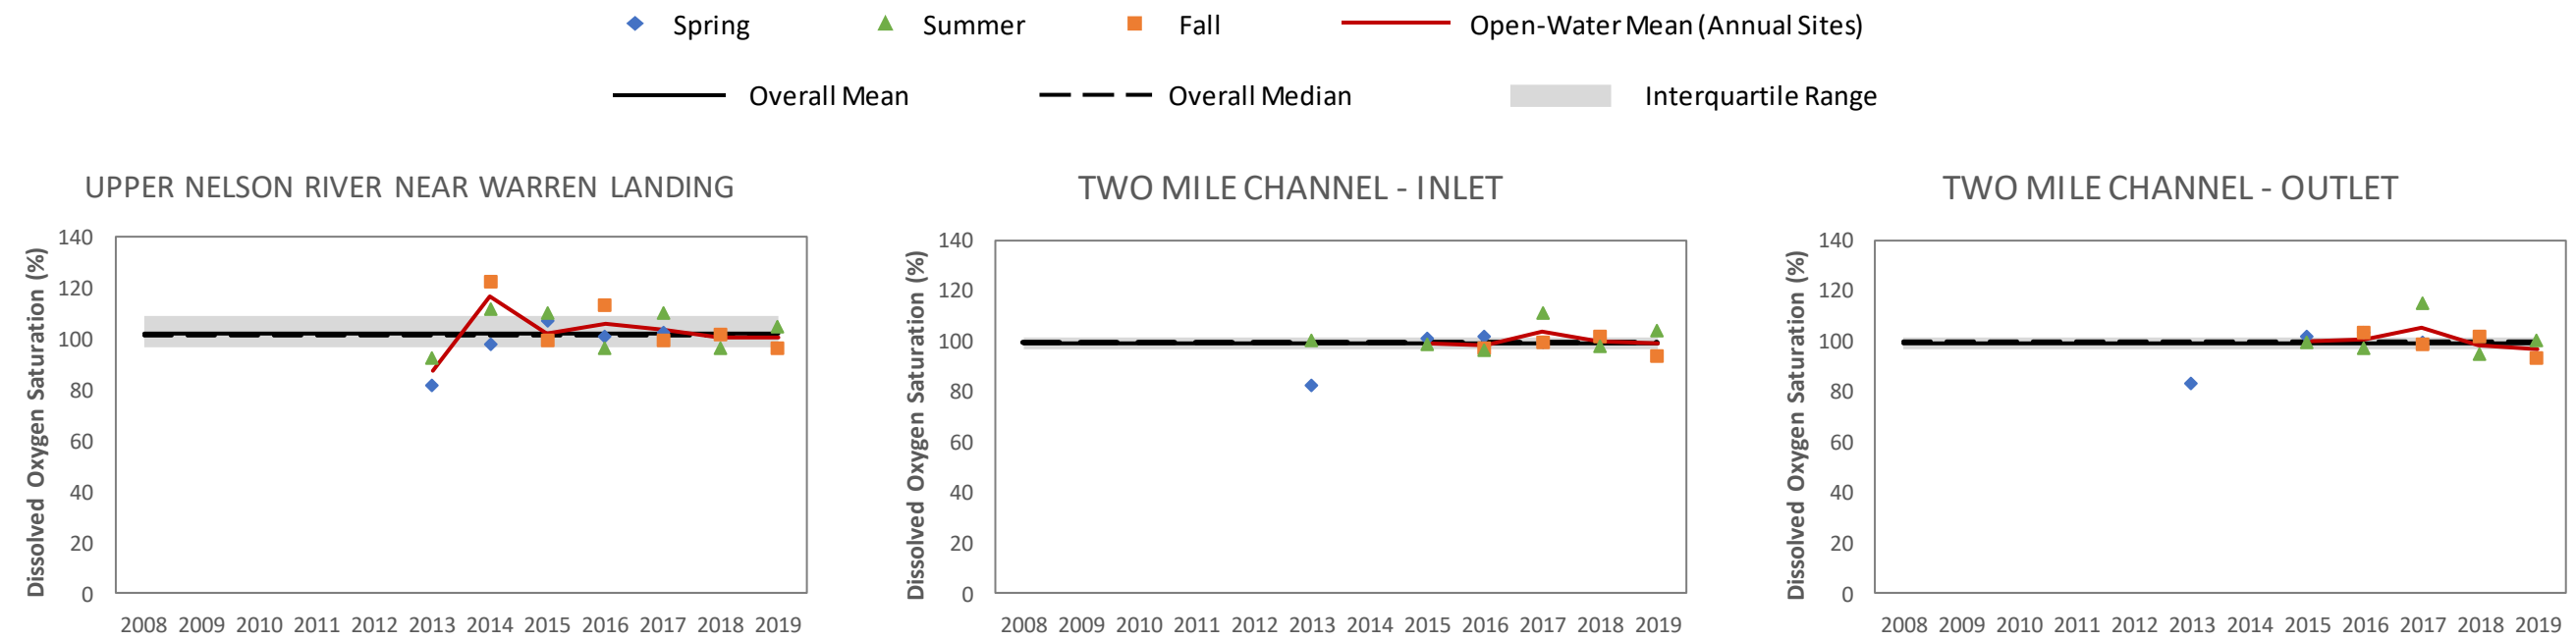 Spring Summer Fall Open-Water Mean (Annual Sites)
Overall Mean Overall Median Interquartile Range
UPPER NELSON RIVER NEAR WARREN LANDING
Dissolved Oxygen Saturation (%)
140
120
100
80
60
40
20
0
2008 2009 2010 2011 2012 2013 2014 2015 2016 2017 2018 2019
TWO MILE CHANNEL - INLET
Dissolved Oxygen Saturation (%)
140
120
100
80
60
40
20
0
2008 2009 2010 2011 2012 2013 2014 2015 2016 2017 2018 2019
TWO MILE CHANNEL - OUTLET
Dissolved Oxygen Saturation (%)
140
120
100
80
60
40
20
0
2008 2009 2010 2011 2012 2013 2014 2015 2016 2017 2018 2019